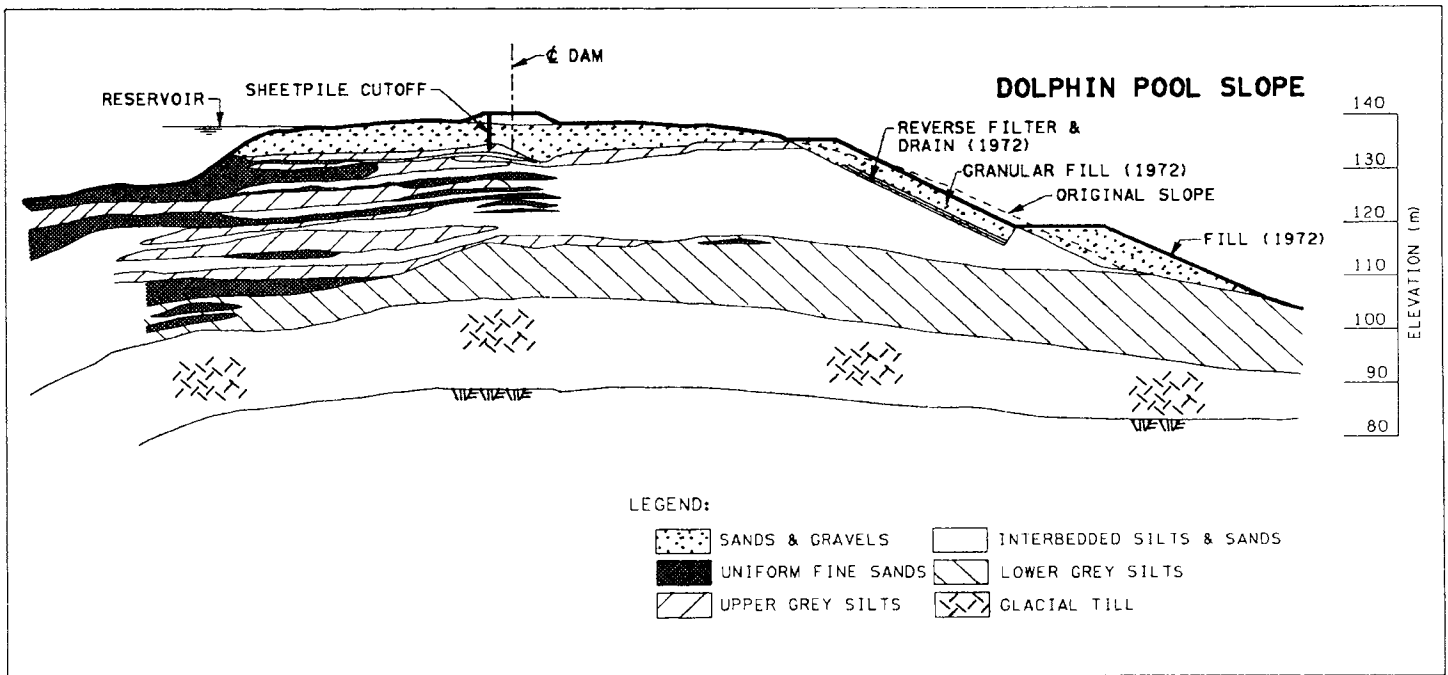 ℄ DAM
DOLPHIN POOL SLOPE
SHEETPILE CUTOFF
RESERVOIR
REVERSE FILTER &
DRAIN (1972)
GRANULAR FILL (1972)
ORIGINAL SLOPE
FILL (1972)
140
130
120
110
100
90
80
ELEVATION (m)
LEGEND:
SANDS & GRAVELS
INTERBEDDED SILTS & SANDS
UNIFORM FINE SANDS
LOWER GREY SILTS
UPPER GREY SILTS
GLACIAL TILL